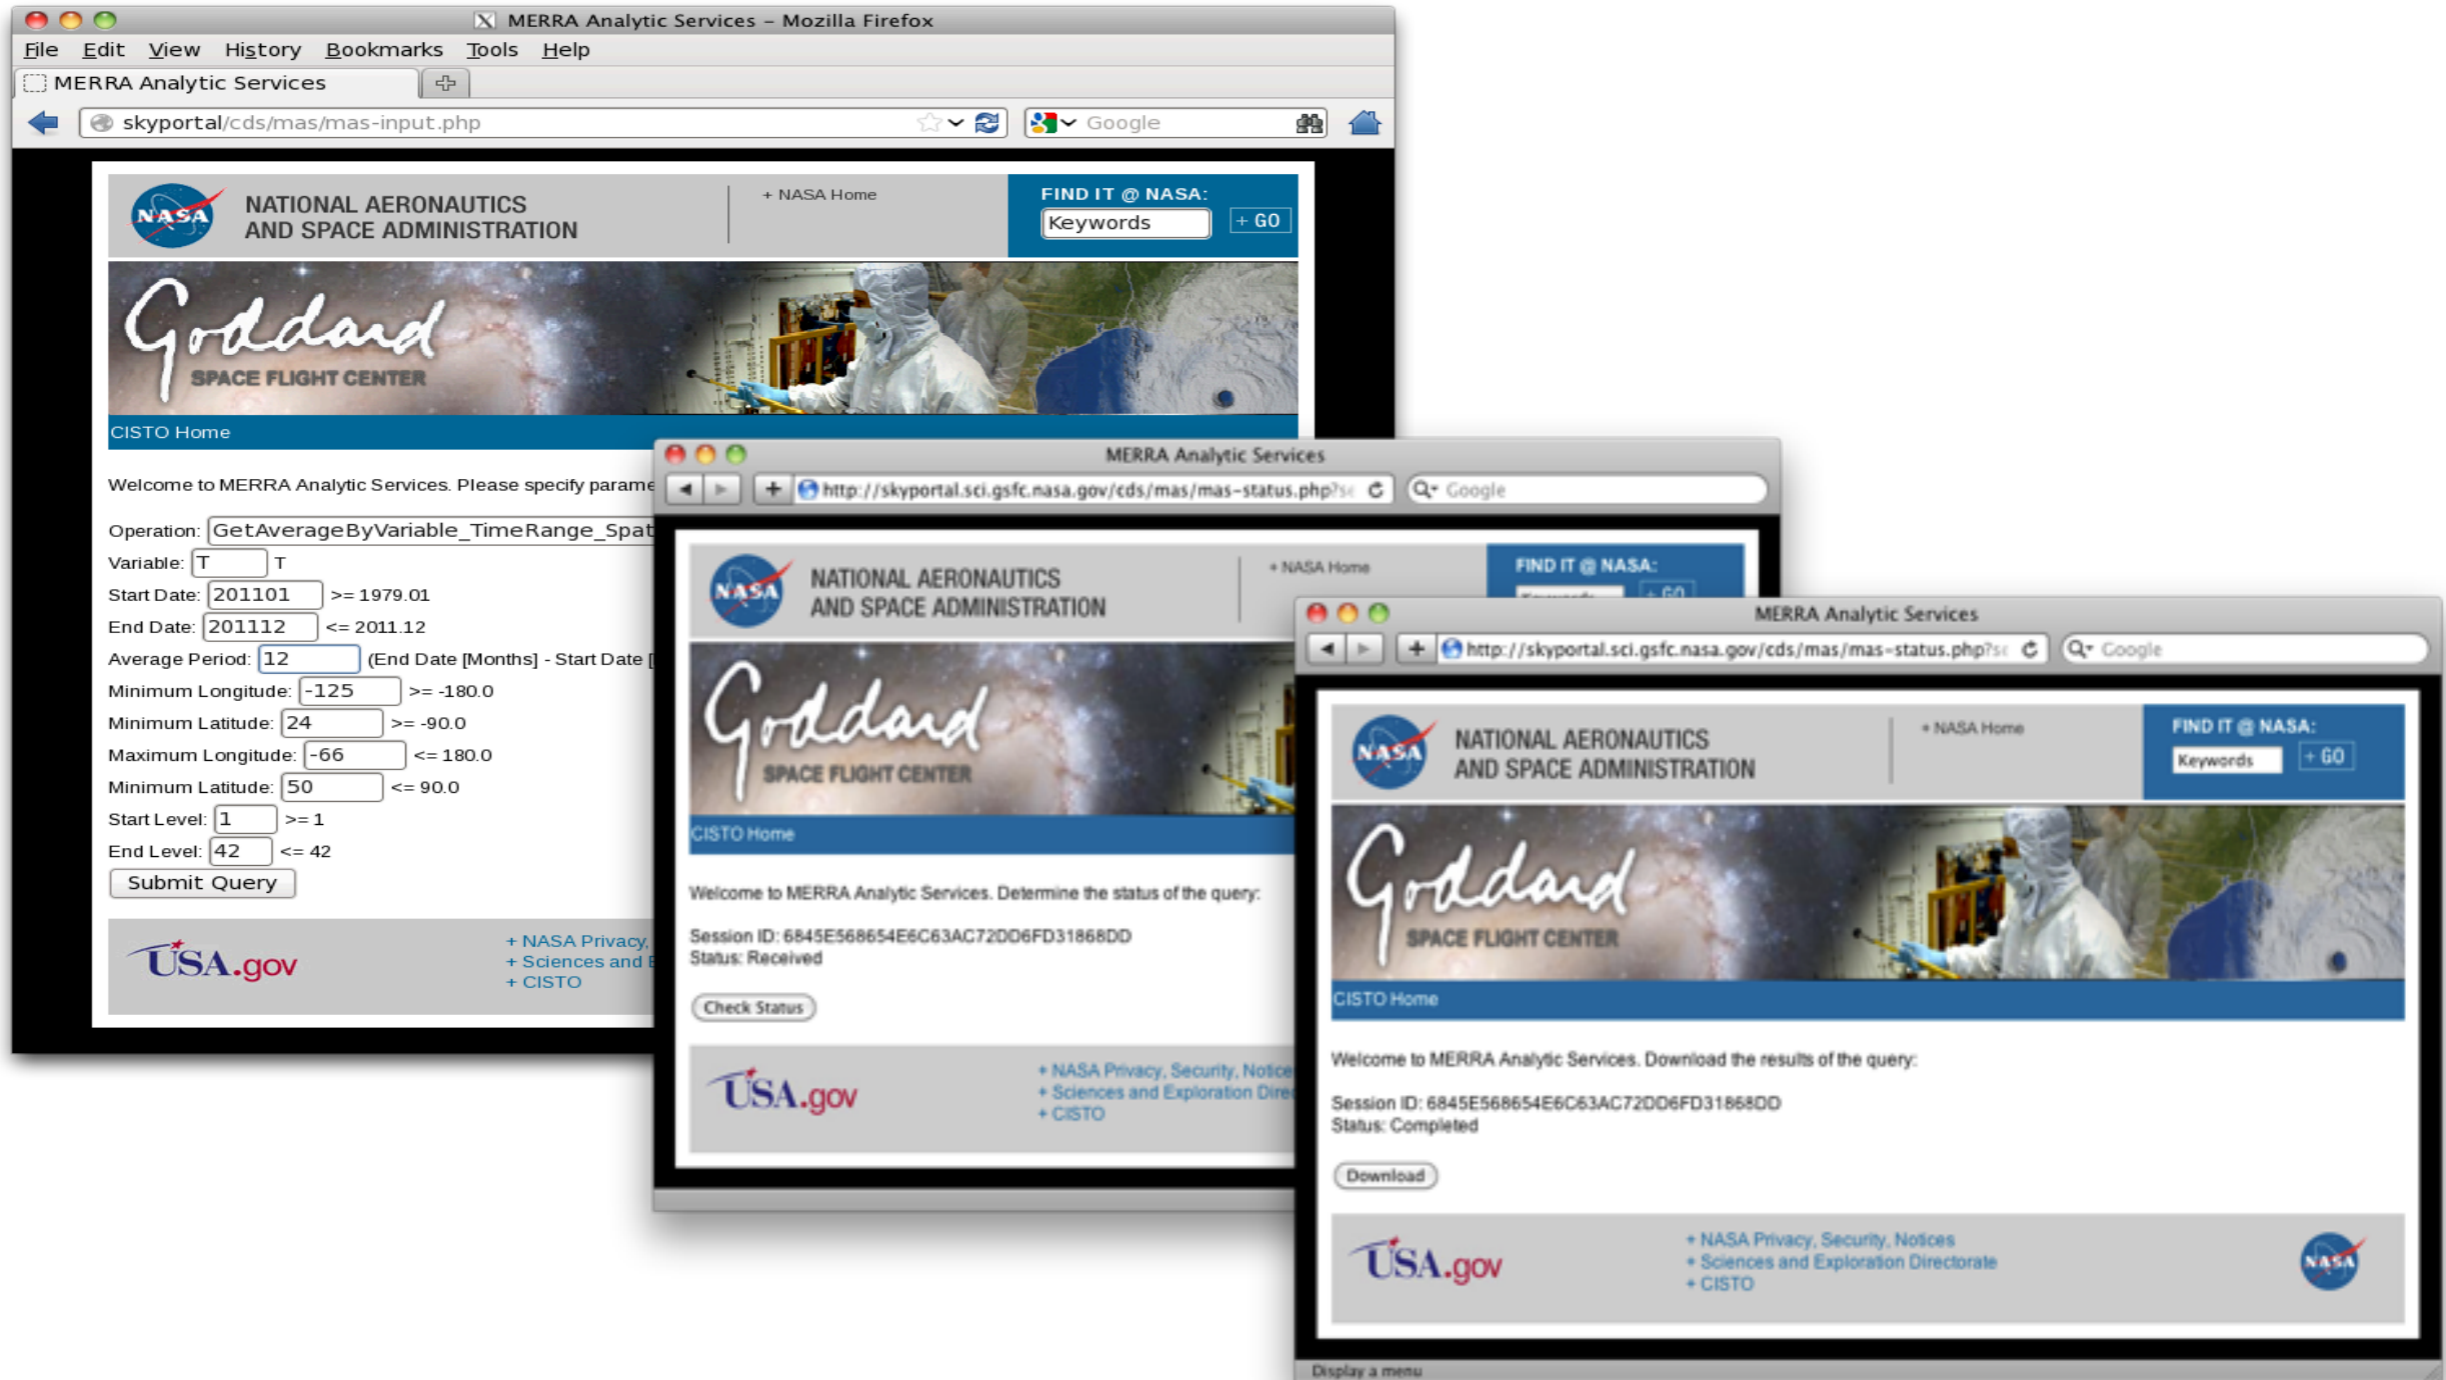 MERRA Analytic Services - Mozilla Firefox
File Edit View History Bookmarks Tools Help
MERRA Analytic Services
skyportal/cds/mas/mas-input.php
Google
NASA
NATIONAL AERONAUTICS
AND SPACE ADMINISTRATION
+ NASA Home
FIND IT @ NASA:
Keywords
+ GO
Goddard
SPACE FLIGHT CENTER
CISTO Home
Welcome to MERRA Analytic Services. Please specify
Operation: GetAverageByVariable_TimeRange_Spat
Variable: T T
Start Date: 201101 >= 1979.01
End Date: 201112 <= 2011.12
Average Period: 12 (End Date [Months] - Start Date [
Minimum Longitude: -125 >= -180.0
Minimum Latitude: 24 >= -90.0
Maximum Longitude: -66 <= 180.0
Minimum Latitude: 50 <= 90.0
Start Level: 1 >= 1
End Level: 42 <= 42
Submit Query
USA.gov
+ NASA Privacy,
+ Sciences and
+ CISTO
MERRA Analytic Services
http://skyportal.sci.gsfc.nasa.gov/cds/mas/mas-status.php?s
Google
NASA
NATIONAL AERONAUTICS
AND SPACE ADMINISTRATION
+ NASA Home
FIND IT @ NASA:
+ GO
Goddard
SPACE FLIGHT CENTER
CISTO Home
Welcome to MERRA Analytic Services. Determine the status of the query:
Session ID: 6845E568654E6C63AC72DD6FD31868DD
Status: Received
Check Status
USA.gov
+ NASA Privacy, Security, Notice
+ Sciences and Exploration Dire
+ CISTO
MERRA Analytic Services
http://skyportal.sci.gsfc.nasa.gov/cds/mas/mas-status.php?s
Google
NASA
NATIONAL AERONAUTICS
AND SPACE ADMINISTRATION
+ NASA Home
FIND IT @ NASA:
Keywords
+ GO
Goddard
SPACE FLIGHT CENTER
CISTO Home
Welcome to MERRA Analytic Services. Download the results of the query:
Session ID: 6845E568654E6C63AC72DD6FD31868DD
Status: Completed
Download
USA.gov
+ NASA Privacy, Security, Notices
+ Sciences and Exploration Directorate
+ CISTO
NASA
Display a menu